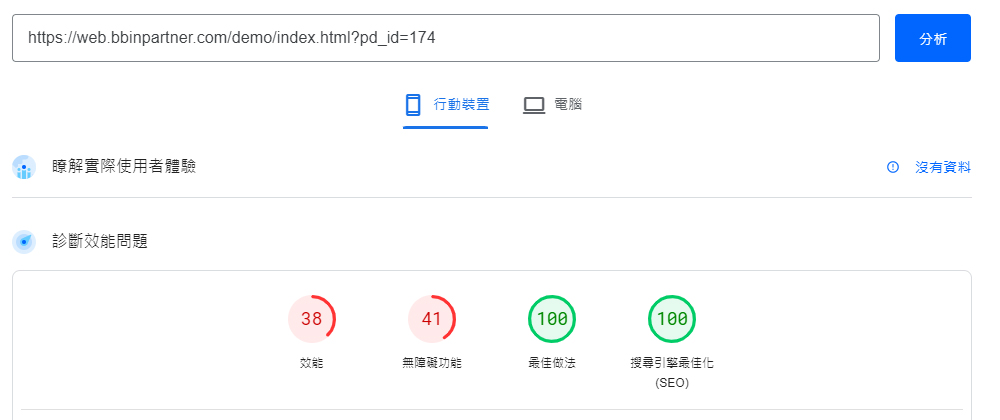 https://web.bbinpartner.com/demo/index.html?pd_id=174
分析
行動裝置
電腦
瞭解實際使用者體驗
沒有資料
診斷效能問題
38
41
100
100
效能
無障礙功能
最佳做法
搜尋引擎最佳化
(SEO)